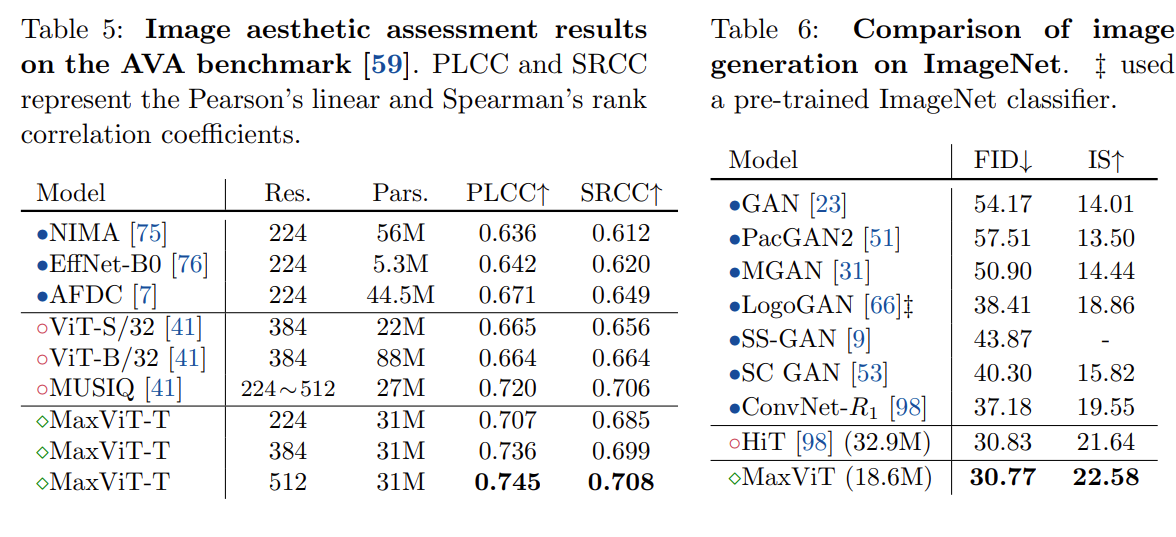 Table 5: Image aesthetic assessment results
on the AVA benchmark [59]. PLCC and SRCC
represent the Pearson's linear and Spearman's rank
correlation coefficients.
Model Res. Pars. PLCC↑ SRCC↑
●NIMA [75] 224 56M 0.636 0.612
●EffNet-B0 [76] 224 5.3M 0.642 0.620
●AFDC [7] 224 44.5M 0.671 0.649
○ViT-S/32 [41] 384 22M 0.665 0.656
○ViT-B/32 [41] 384 88M 0.664 0.664
○MUSIQ [41] 224∼512 27M 0.720 0.706
◇MaxViT-T 224 31M 0.707 0.685
◇MaxViT-T 384 31M 0.736 0.699
◇MaxViT-T 512 31M 0.745 0.708
Table 6: Comparison of image
generation on ImageNet. ‡ used
a pre-trained ImageNet classifier.
Model FID↓ IS↑
●GAN [23] 54.17 14.01
●PacGAN2 [51] 57.51 13.50
●MGAN [31] 50.90 14.44
●LogoGAN [66]‡ 38.41 18.86
●SS-GAN [9] 43.87 -
●SC GAN [53] 40.30 15.82
●ConvNet-R₁ [98] 37.18 19.55
○HiT [98] (32.9M) 30.83 21.64
◇MaxViT (18.6M) 30.77 22.58